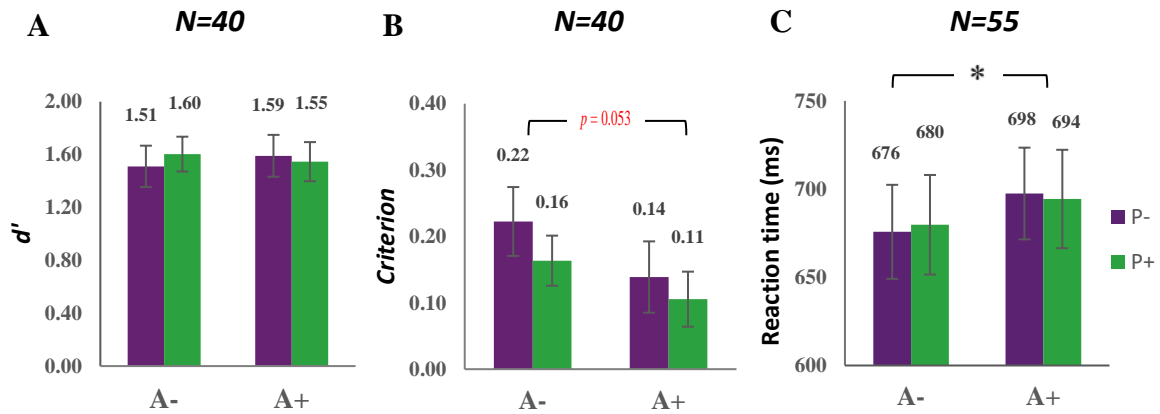 A
N=40
2.00
1.60
1.20
0.80
0.40
0.00
d'
1.51
1.60
1.59
1.55
A-
A+
B
N=40
0.40
0.30
0.20
0.10
0.00
Criterion
p = 0.053
0.22
0.16
0.14
0.11
A-
A+
C
N=55
*
750
700
650
600
Reaction time (ms)
676
680
698
694
A-
A+
P-
P+